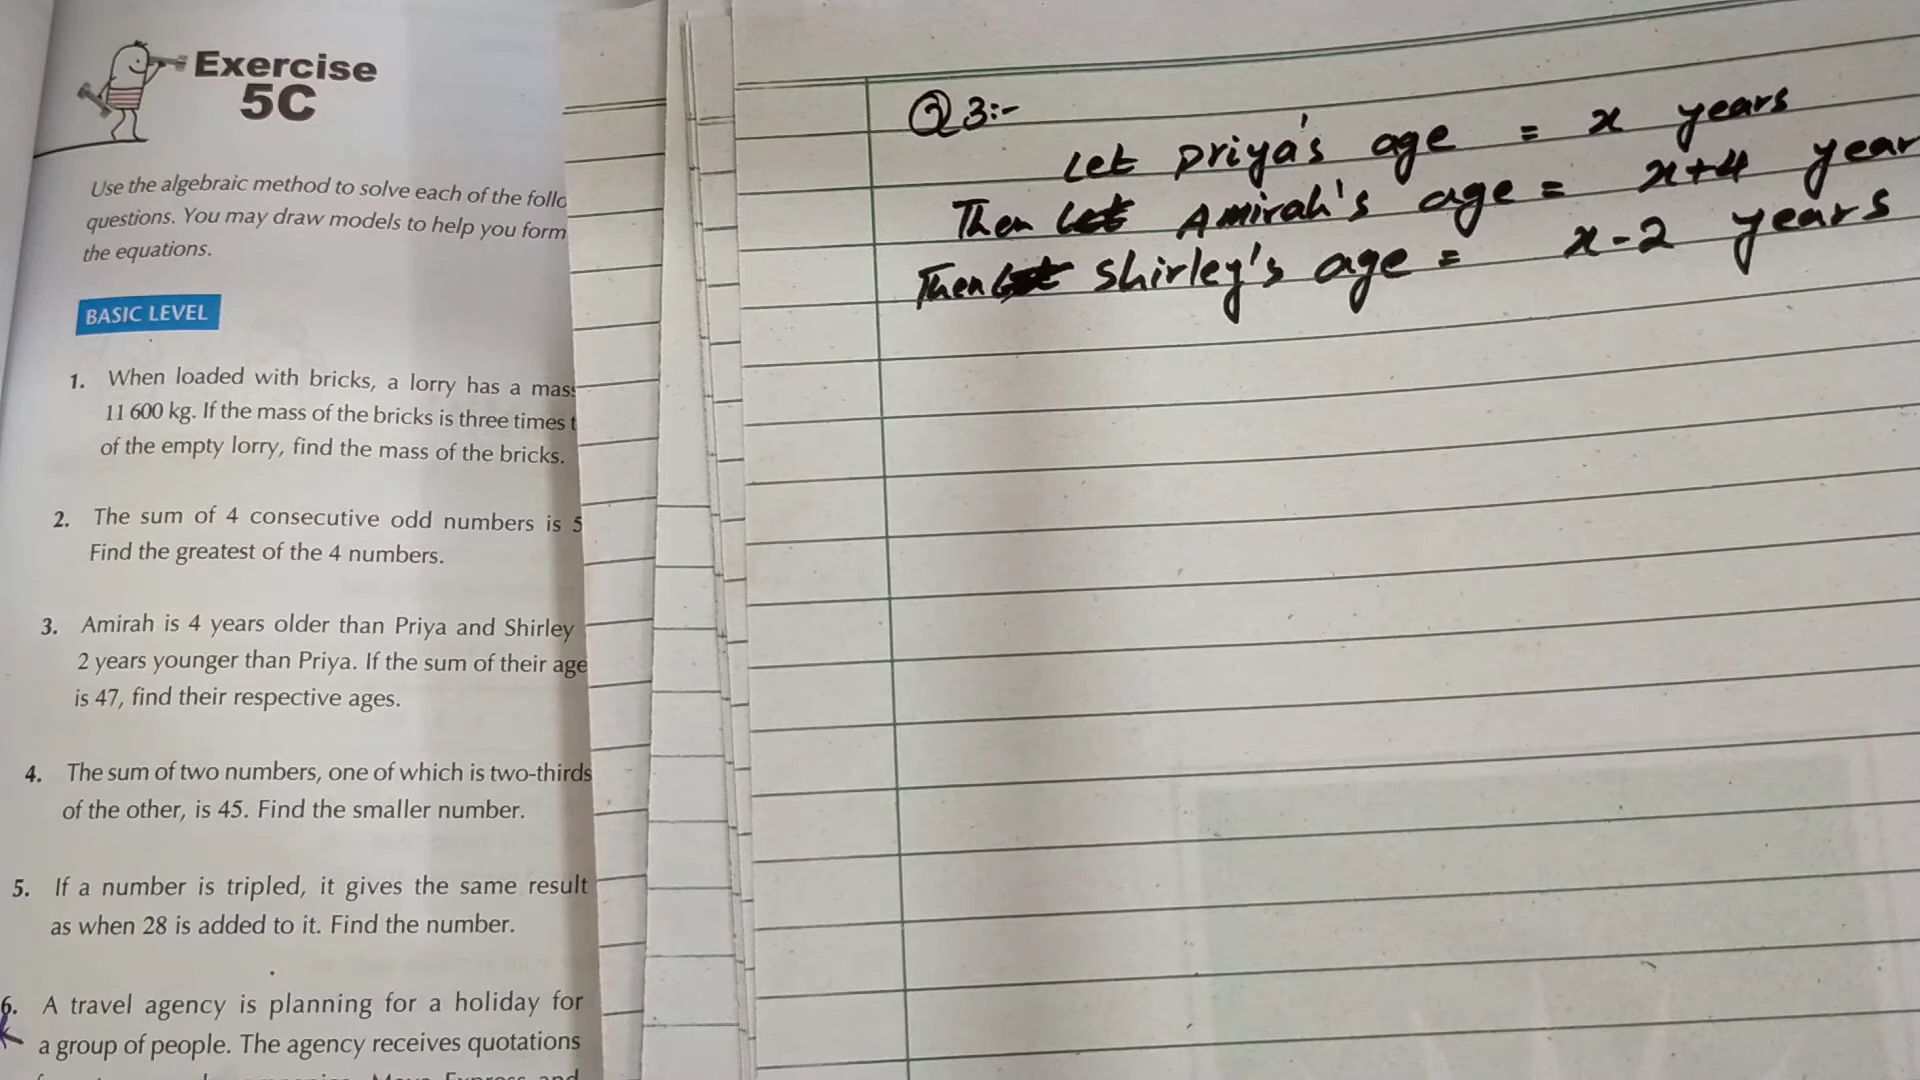 Exercise
5C
Use the algebraic method to solve each of the follo
questions. You may draw models to help you form
the equations.
BASIC LEVEL
1. When loaded with bricks, a lorry has a mass
11 600 kg. If the mass of the bricks is three times t
of the empty lorry, find the mass of the bricks.
2. The sum of 4 consecutive odd numbers is 5
Find the greatest of the 4 numbers.
3. Amirah is 4 years older than Priya and Shirley
2 years younger than Priya. If the sum of their age
is 47, find their respective ages.
4. The sum of two numbers, one of which is two-thirds
of the other, is 45. Find the smaller number.
5. If a number is tripled, it gives the same result
as when 28 is added to it. Find the number.
6. A travel agency is planning for a holiday for
a group of people. The agency receives quotations
Q3:-
Let Priya's age = x years
Then Let Amirah's age = x+4 year
Then Let Shirley's age = x-2 years